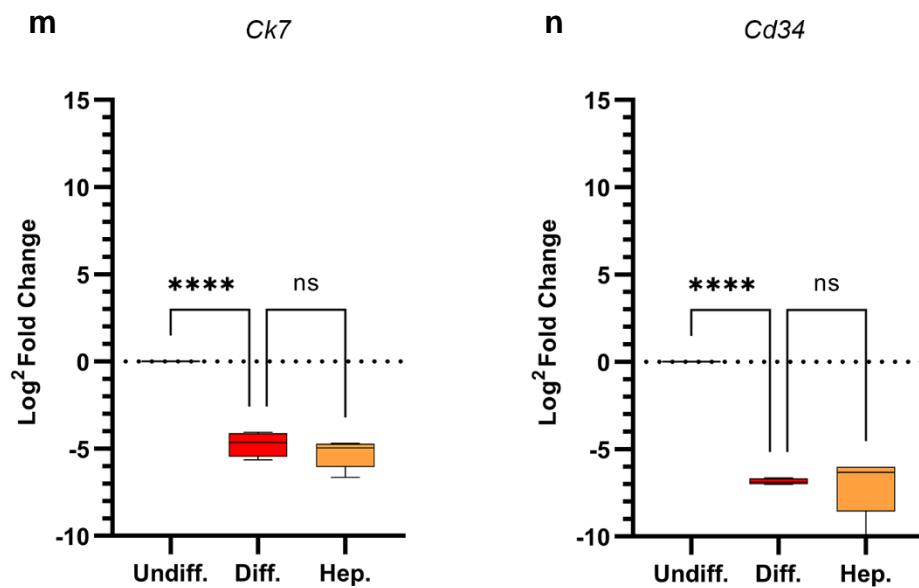 m
Ck7
Log2 Fold Change
15
10
5
0
-5
-10
****
ns
Undiff. Diff. Hep.
n
Cd34
Log2 Fold Change
15
10
5
0
-5
-10
****
ns
Undiff. Diff. Hep.